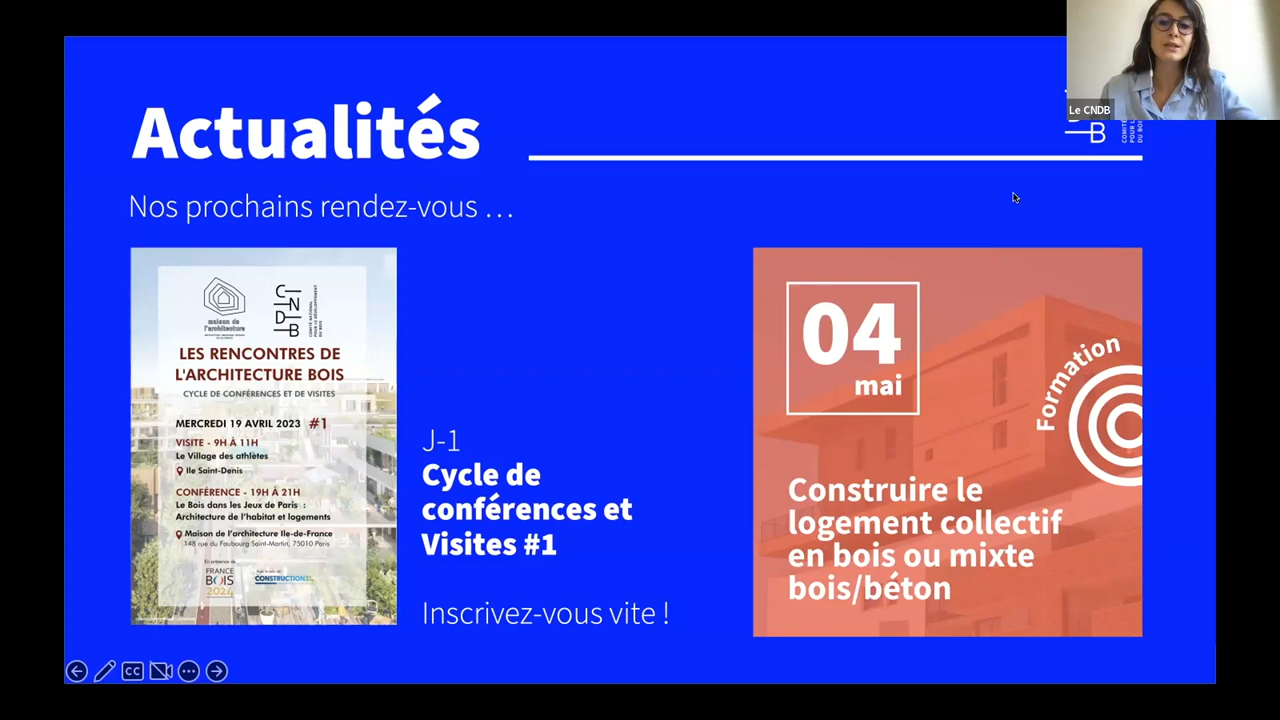 Le CNDB
Actualités
B
Nos prochains rendez-vous ...
maison de
l'architecture
C
N
D
B
LES RENCONTRES DE
L'ARCHITECTURE BOIS
CYCLE DE CONFÉRENCES ET DE VISITES
MERCREDI 19 AVRIL 2023 #1
VISITE - 9H À 11H
Le Village des athlètes
Ile Saint-Denis
CONFÉRENCE - 19H À 21H
Le Bois dans les Jeux de Paris :
Architecture de l'habitat et logements
Maison de l'architecture Ile-de-France
148 rue du Faubourg Saint-Martin, 75010 Paris
En présence de
FRANCE
BOIS
2024
J-1
Cycle de
conférences et
Visites #1
Inscrivez-vous vite !
04
mai
Formation
Construire le
logement collectif
en bois ou mixte
bois/béton
CC